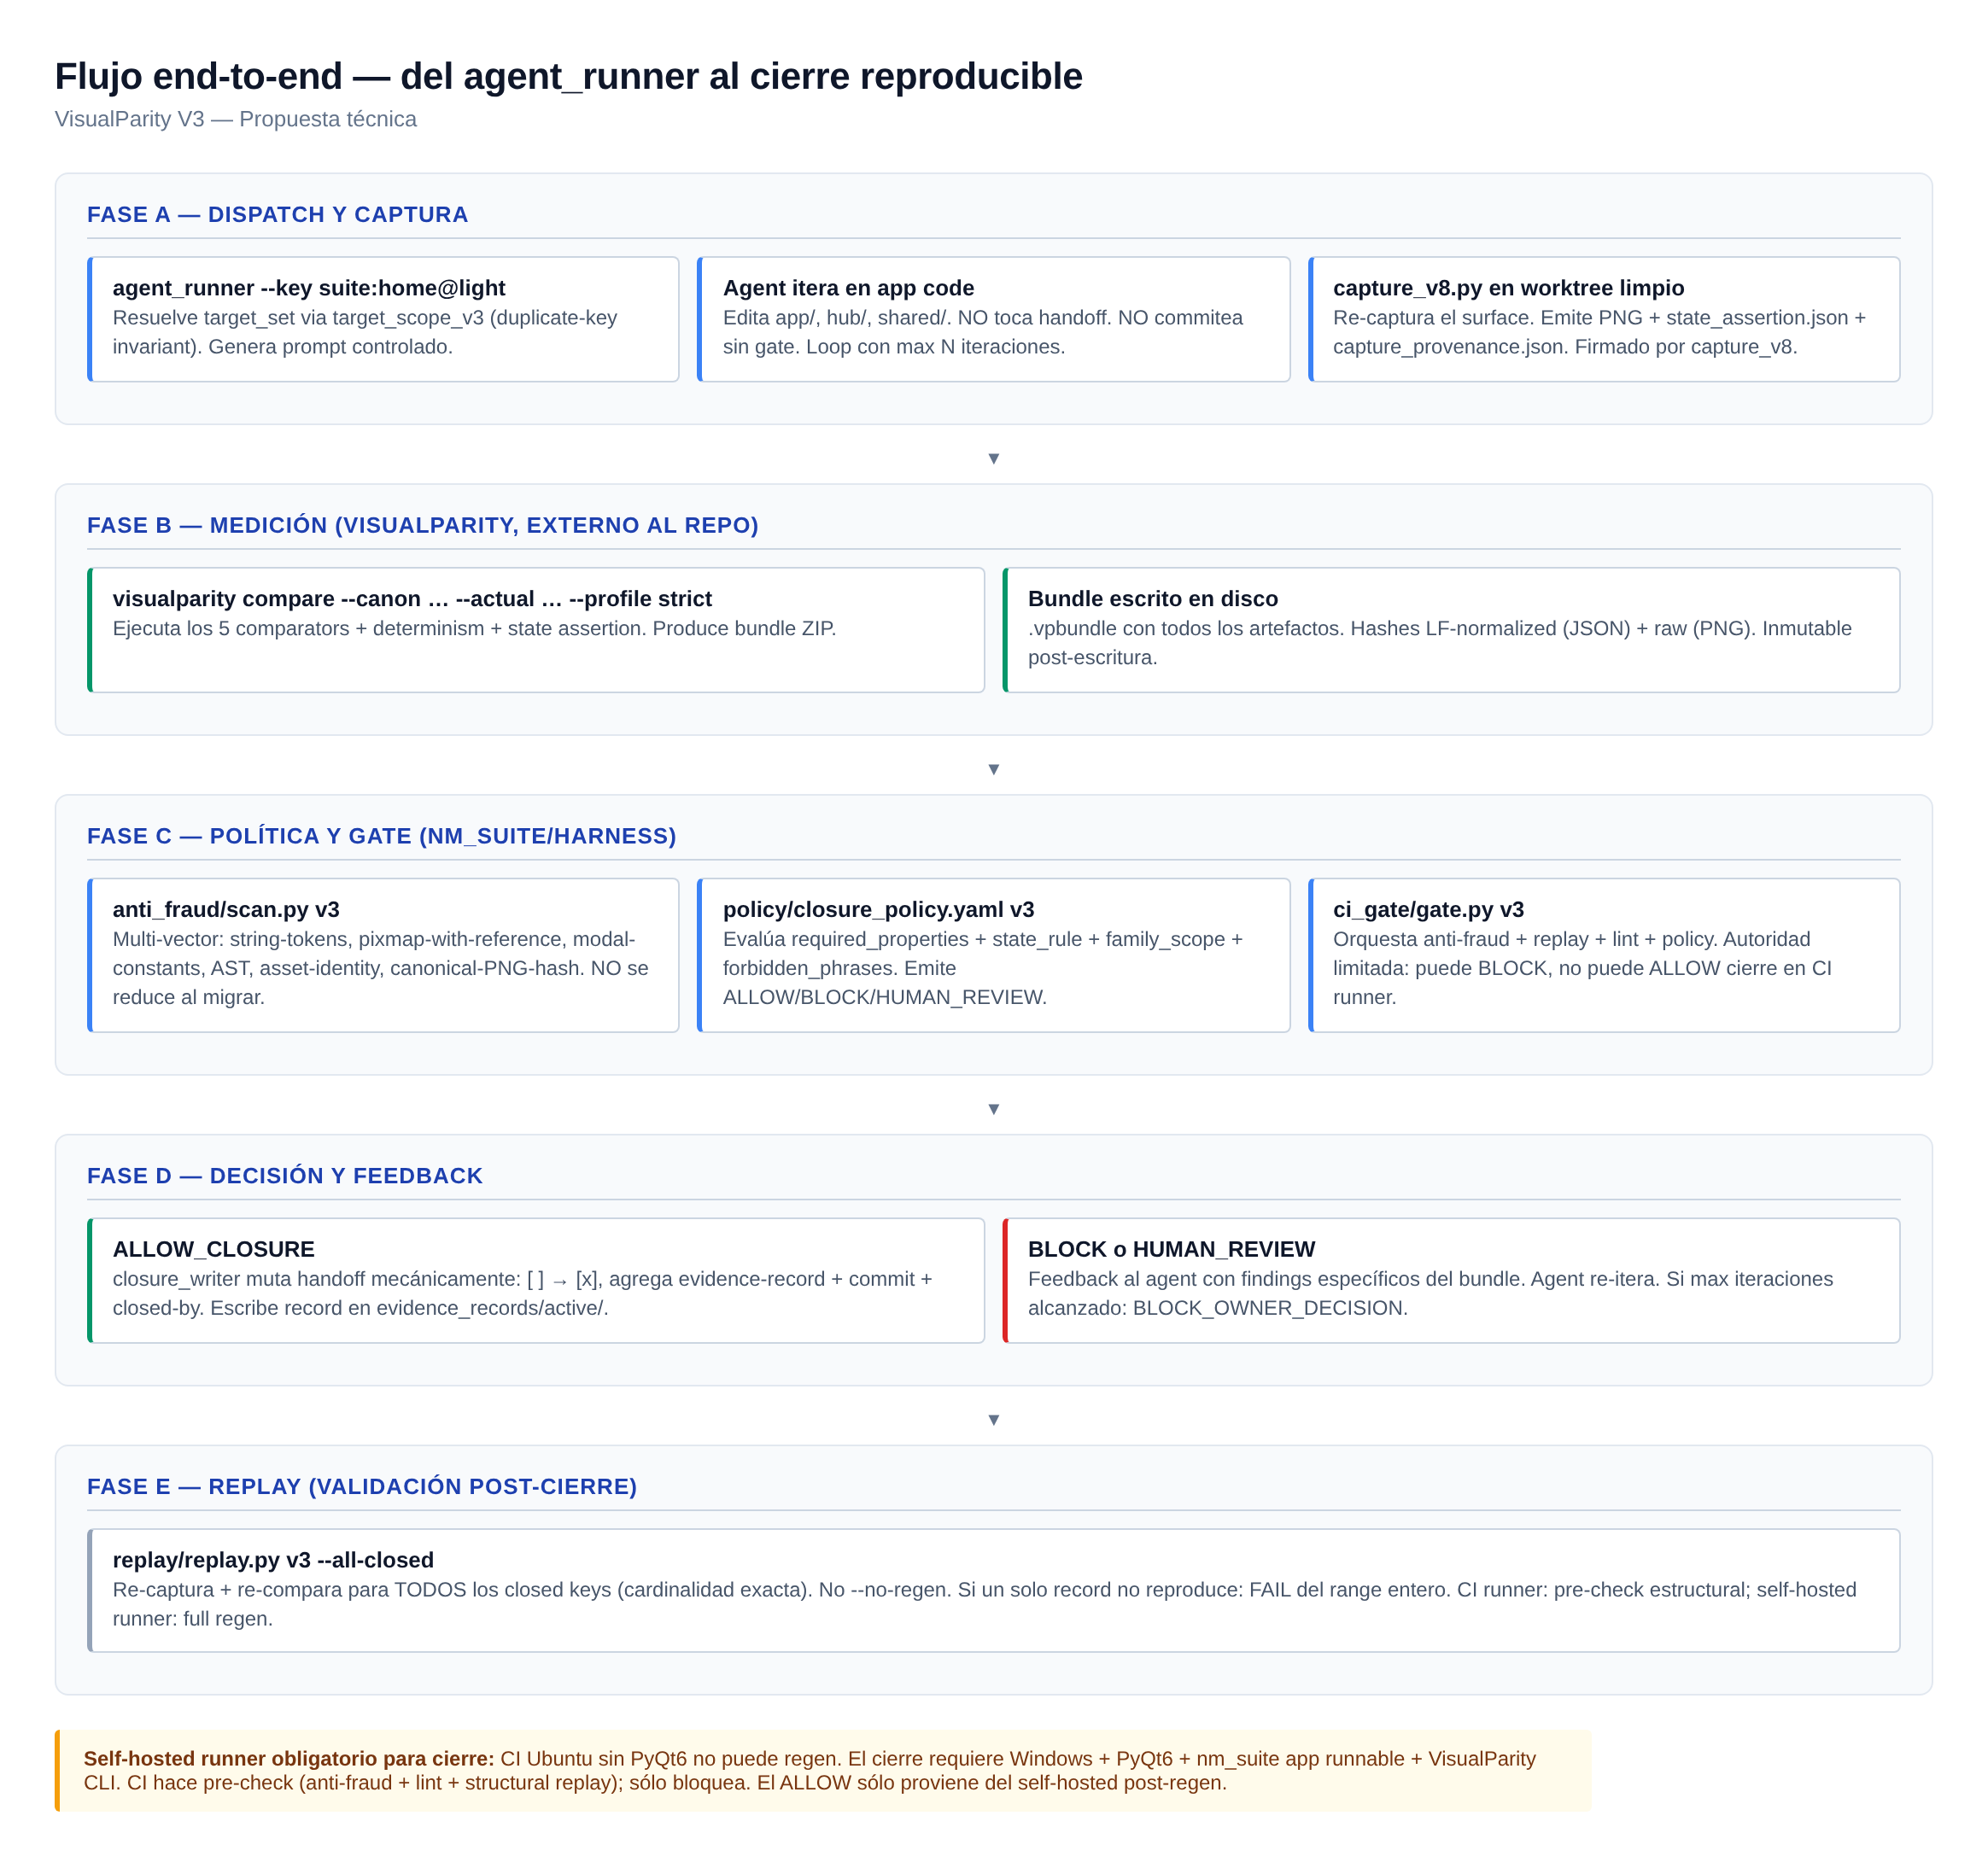 Flujo end-to-end — del agent_runner al cierre reproducible
VisualParity V3 — Propuesta técnica
FASE A — DISPATCH Y CAPTURA
agent_runner --key suite:home@light
Resuelve target_set via target_scope_v3 (duplicate-key
invariant). Genera prompt controlado.
Agent itera en app code
Edita app/, hub/, shared/. NO toca handoff. NO commitea
sin gate. Loop con max N iteraciones.
capture_v8.py en worktree limpio
Re-captura el surface. Emite PNG + state_assertion.json +
capture_provenance.json. Firmado por capture_v8.
▼
FASE B — MEDICIÓN (VISUALPARITY, EXTERNO AL REPO)
visualparity compare --canon … --actual … --profile strict
Ejecuta los 5 comparators + determinism + state assertion. Produce bundle ZIP.
Bundle escrito en disco
.vpbundle con todos los artefactos. Hashes LF-normalized (JSON) + raw (PNG). Inmutable
post-escritura.
▼
FASE C — POLÍTICA Y GATE (NM_SUITE/HARNESS)
anti_fraud/scan.py v3
Multi-vector: string-tokens, pixmap-with-reference, modal-
constants, AST, asset-identity, canonical-PNG-hash. NO se
reduce al migrar.
policy/closure_policy.yaml v3
Evalúa required_properties + state_rule + family_scope +
forbidden_phrases. Emite
ALLOW/BLOCK/HUMAN_REVIEW.
ci_gate/gate.py v3
Orquesta anti-fraud + replay + lint + policy. Autoridad
limitada: puede BLOCK, no puede ALLOW cierre en CI
runner.
▼
FASE D — DECISIÓN Y FEEDBACK
ALLOW_CLOSURE
closure_writer muta handoff mecánicamente: [ ] → [x], agrega evidence-record + commit +
closed-by. Escribe record en evidence_records/active/.
BLOCK o HUMAN_REVIEW
Feedback al agent con findings específicos del bundle. Agent re-itera. Si max iteraciones
alcanzado: BLOCK_OWNER_DECISION.
▼
FASE E — REPLAY (VALIDACIÓN POST-CIERRE)
replay/replay.py v3 --all-closed
Re-captura + re-compara para TODOS los closed keys (cardinalidad exacta). No --no-regen. Si un solo record no reproduce: FAIL del range entero. CI runner: pre-check estructural; self-hosted
runner: full regen.
Self-hosted runner obligatorio para cierre: CI Ubuntu sin PyQt6 no puede regen. El cierre requiere Windows + PyQt6 + nm_suite app runnable + VisualParity
CLI. CI hace pre-check (anti-fraud + lint + structural replay); sólo bloquea. El ALLOW sólo proviene del self-hosted post-regen.